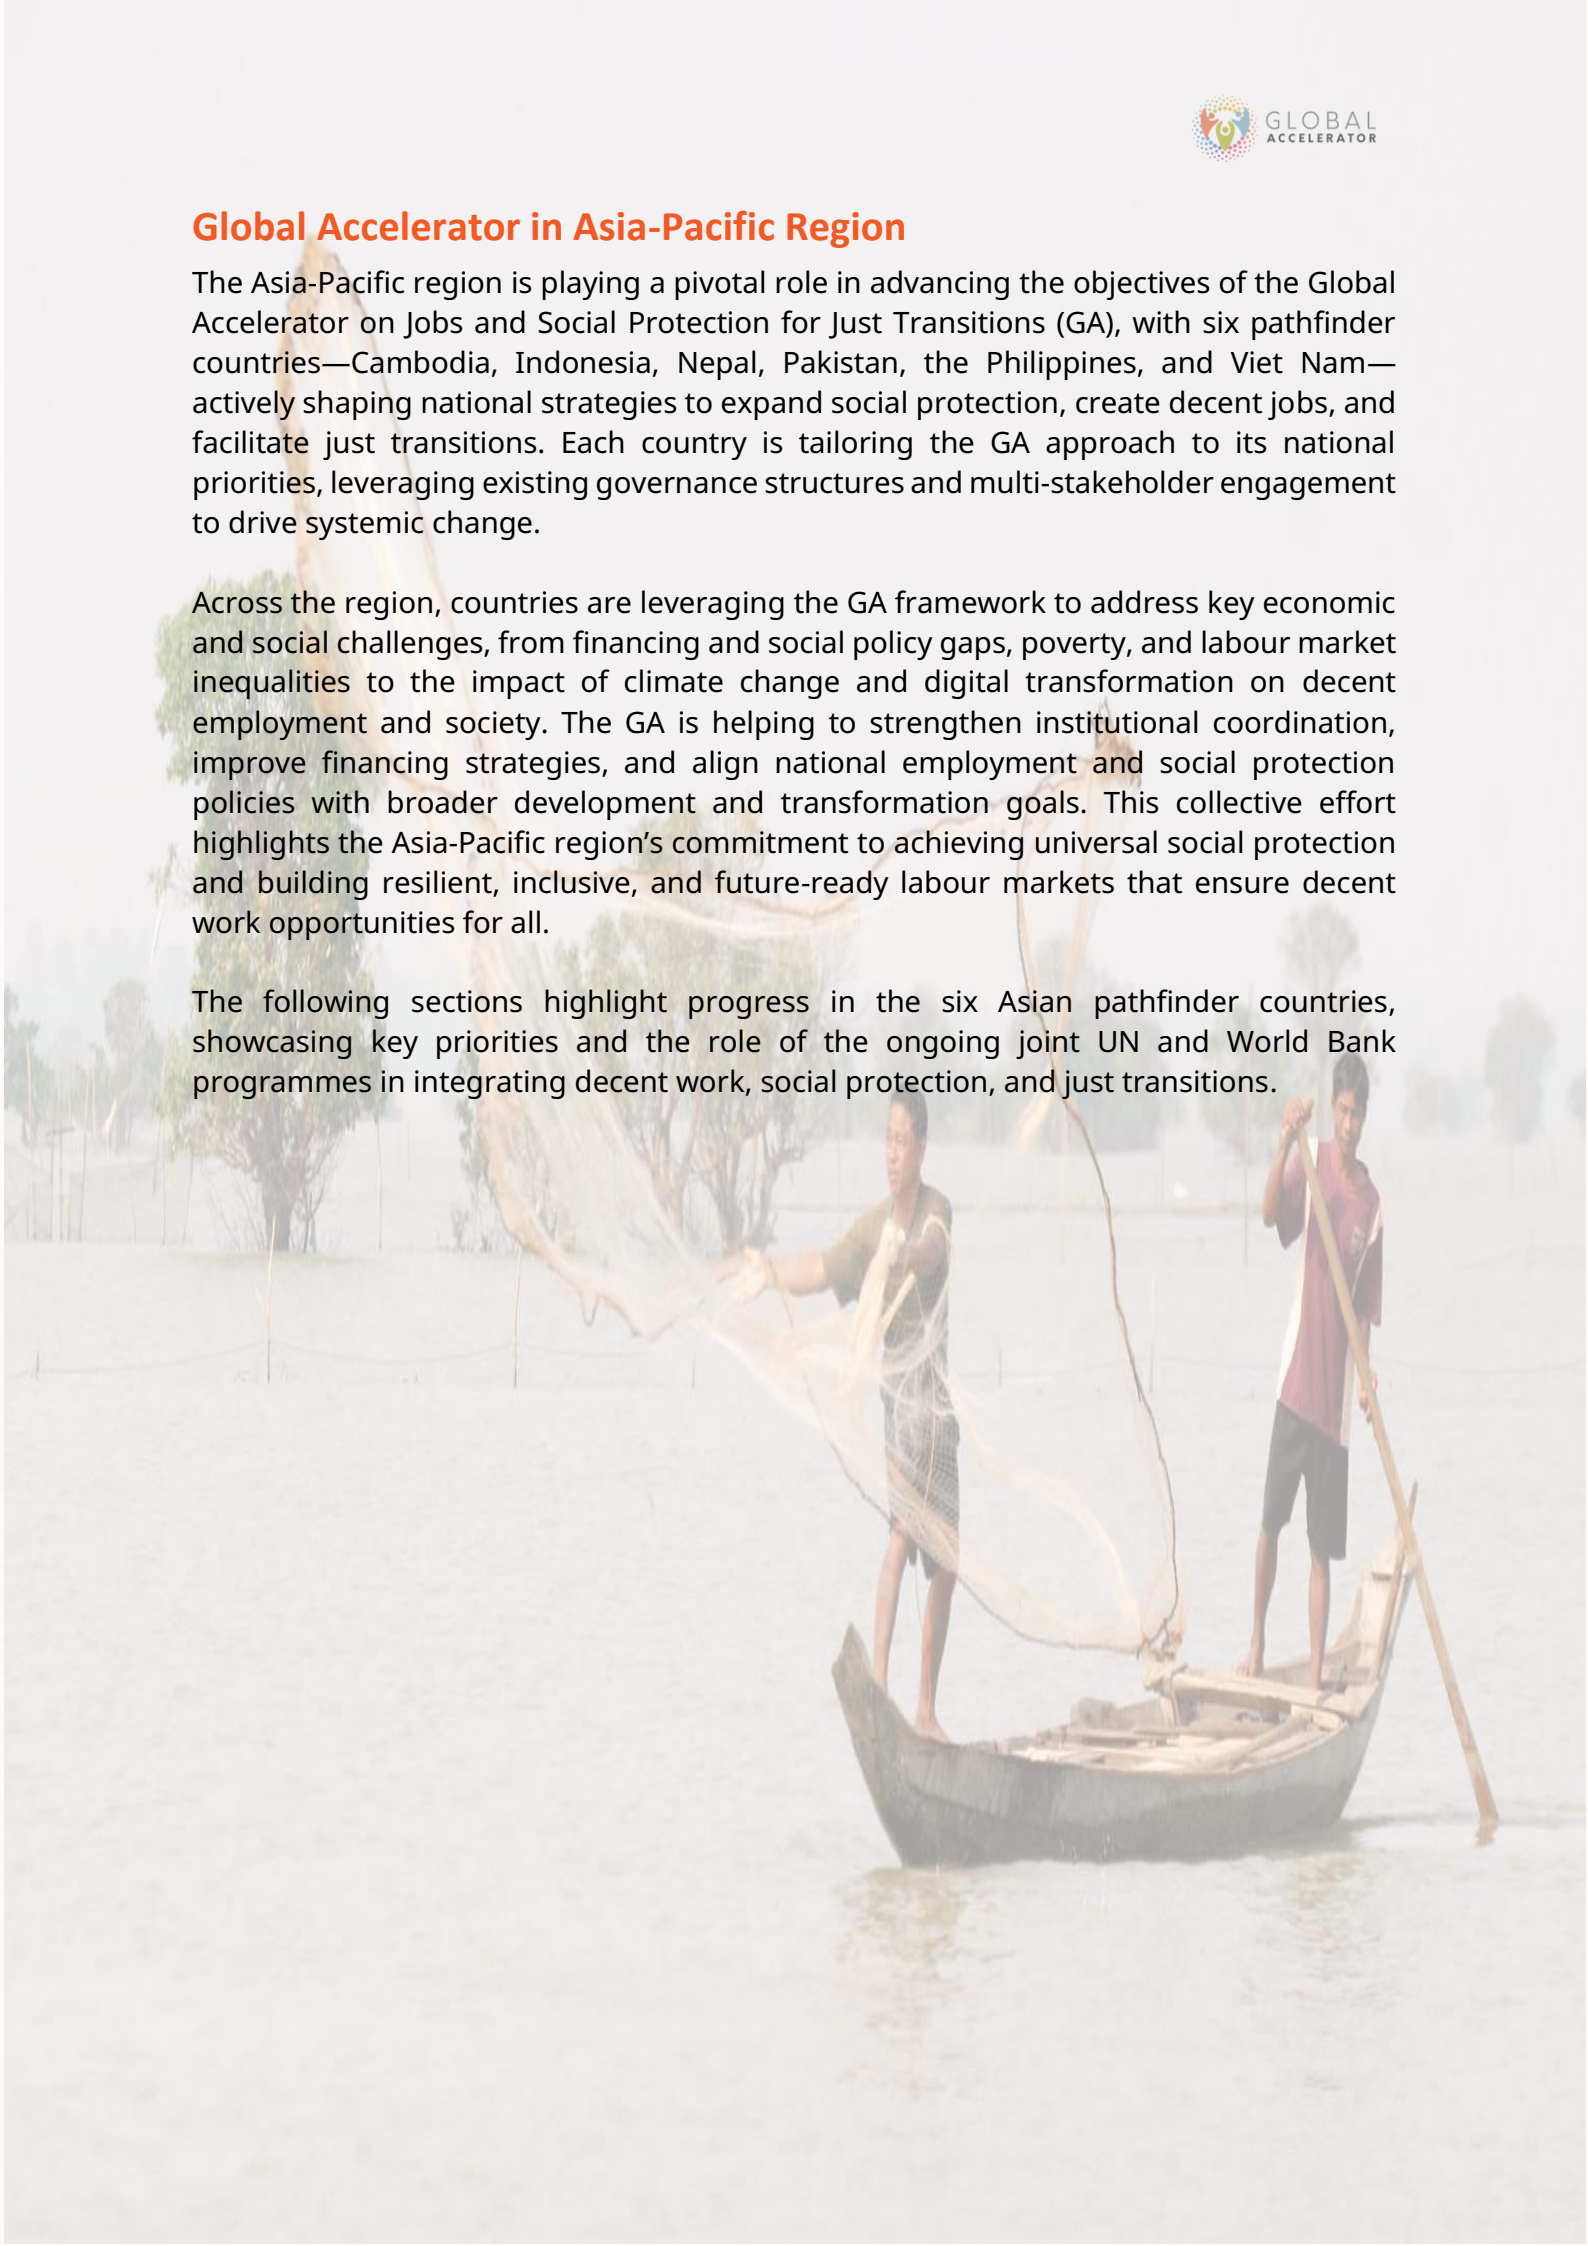 GLOBAL
ACCELERATOR
Global Accelerator in Asia-Pacific Region
The Asia-Pacific region is playing a pivotal role in advancing the objectives of the Global
Accelerator on Jobs and Social Protection for Just Transitions (GA), with six pathfinder
countries—Cambodia, Indonesia, Nepal, Pakistan, the Philippines, and Viet Nam—
actively shaping national strategies to expand social protection, create decent jobs, and
facilitate just transitions. Each country is tailoring the GA approach to its national
priorities, leveraging existing governance structures and multi-stakeholder engagement
to drive systemic change.
Across the region, countries are leveraging the GA framework to address key economic
and social challenges, from financing and social policy gaps, poverty, and labour market
inequalities to the impact of climate change and digital transformation on decent
employment and society. The GA is helping to strengthen institutional coordination,
improve financing strategies, and align national employment and social protection
policies with broader development and transformation goals. This collective effort
highlights the Asia-Pacific region’s commitment to achieving universal social protection
and building resilient, inclusive, and future-ready labour markets that ensure decent
work opportunities for all.
The following sections highlight progress in the six Asian pathfinder countries,
showcasing key priorities and the role of the ongoing joint UN and World Bank
programmes in integrating decent work, social protection, and just transitions.